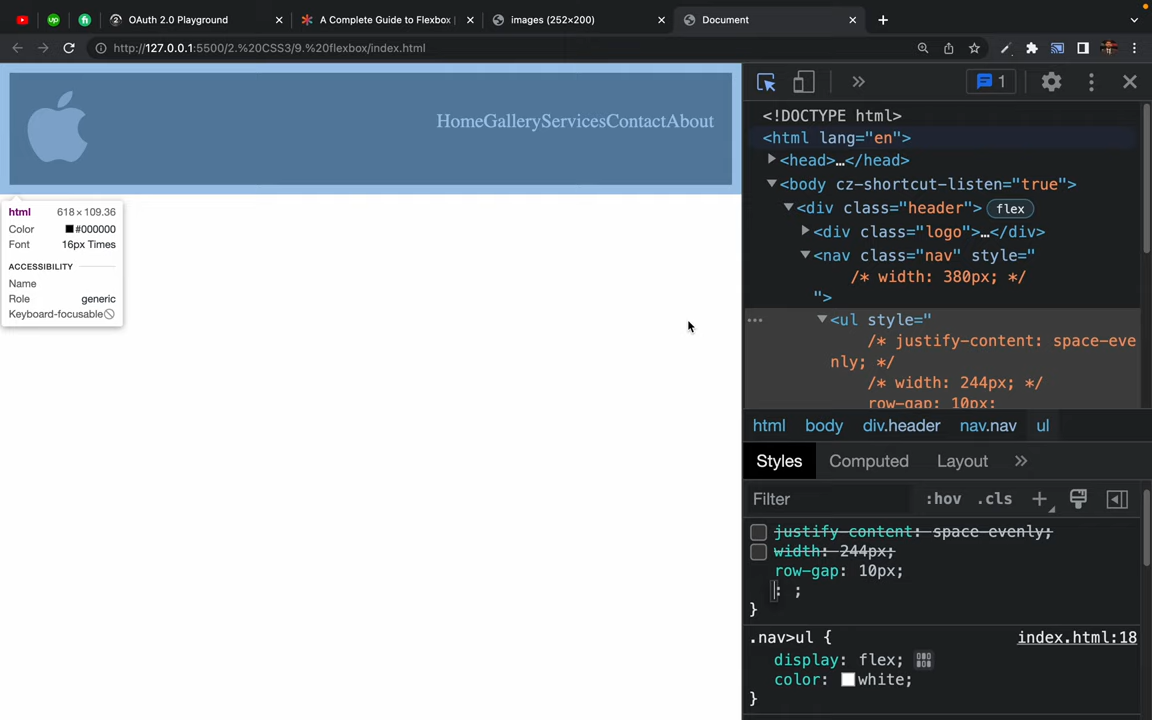 OAuth 2.0 Playground
A Complete Guide to Flexbox
images (252×200)
Document
http://127.0.0.1:5500/2.%20CSS3/9.%20flexbox/index.html
HomeGalleryServicesContactAbout
html 618 × 109.36
Color #000000
Font 16px Times
ACCESSIBILITY
Name
Role generic
Keyboard-focusable
1
<!DOCTYPE html>
<html lang="en">
<head>…</head>
<body cz-shortcut-listen="true">
<div class="header"> flex
<div class="logo">…</div>
<nav class="nav" style="
/* width: 380px; */
">
<ul style="
/* justify-content: space-eve
nly; */
/* width: 244px; */
row-gap: 10px;
html body div.header nav.nav ul
Styles Computed Layout
Filter :hov .cls
justify-content: space-evenly;
width: 244px;
row-gap: 10px;
: ;
}
.nav>ul { index.html:18
display: flex;
color: white;
}